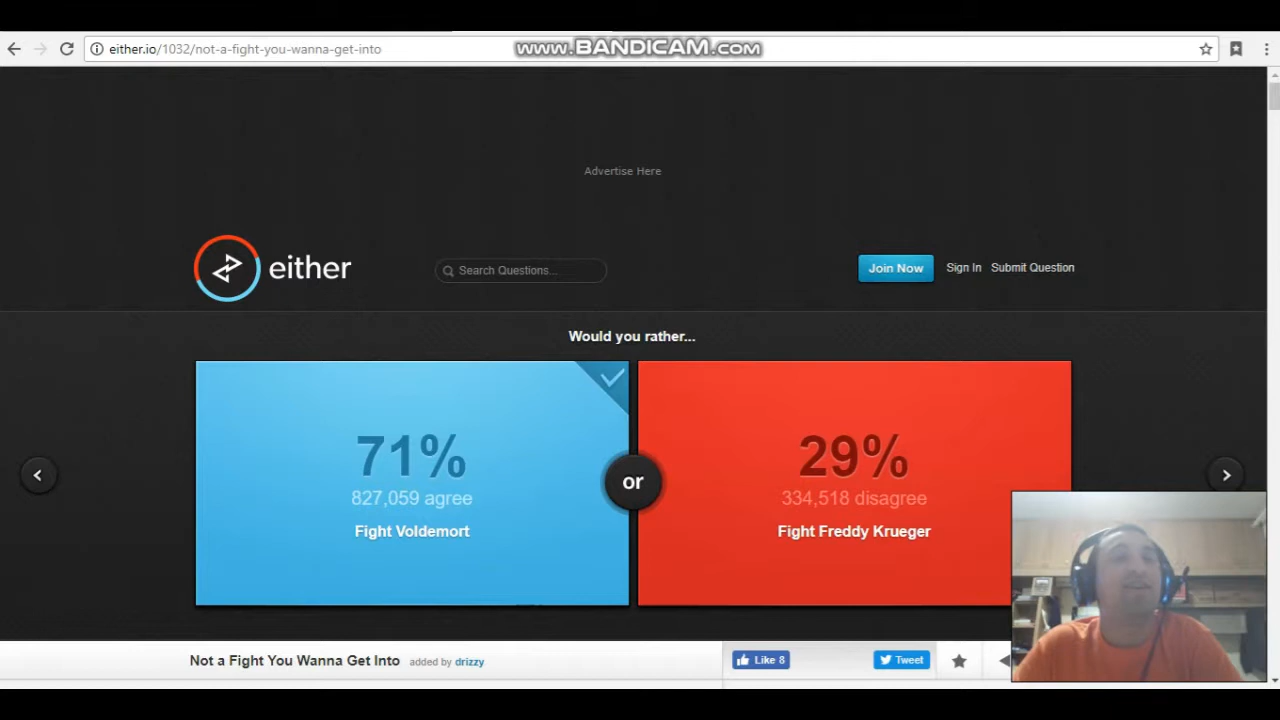 www.BANDICAM.com
either.io/1032/not-a-fight-you-wanna-get-into
Advertise Here
either
Search Questions...
Join Now
Sign In
Submit Question
Would you rather...
71%
827,059 agree
Fight Voldemort
or
29%
334,518 disagree
Fight Freddy Krueger
Not a Fight You Wanna Get Into added by drizzy
Like 8
Tweet